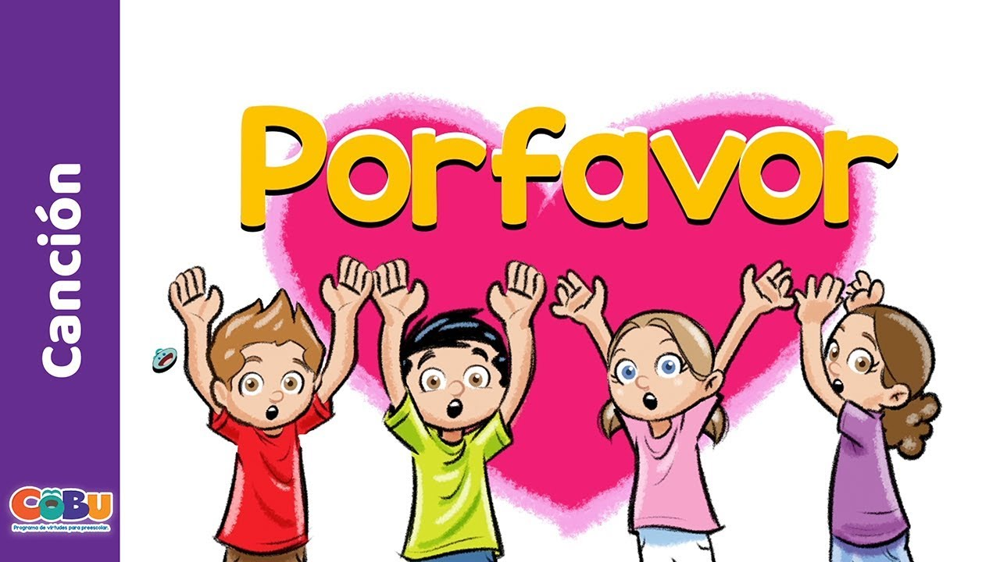 Canción
Porfavor
CoBu
Programa de virtudes para preescolar.